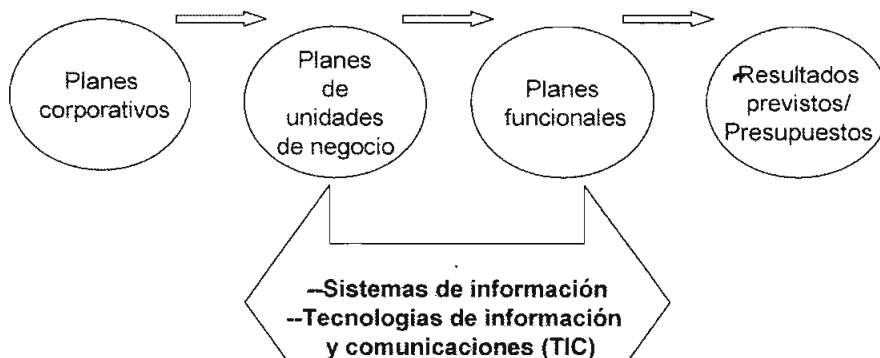 Planes
corporativos
Planes
de
unidades
de negocio
Planes
funcionales
Resultados
previstos/
Presupuestos
--Sistemas de información
--Tecnologías de información
y comunicaciones (TIC)